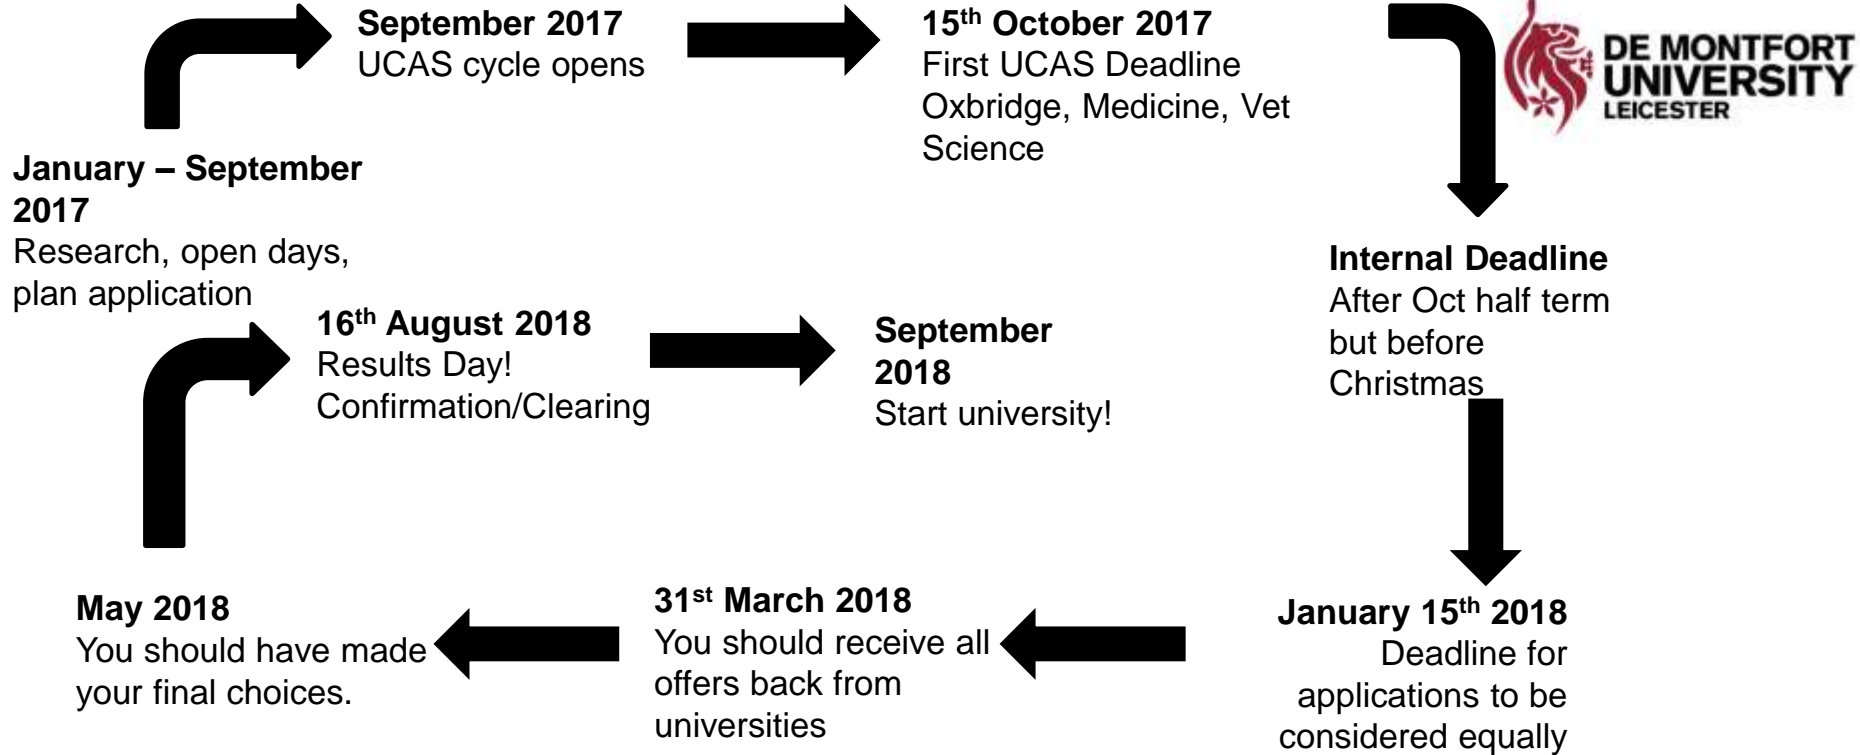 September 2017
UCAS cycle opens
15th October 2017
First UCAS Deadline
Oxbridge, Medicine, Vet
Science
DE MONTFORT
UNIVERSITY
LEICESTER
January – September
2017
Research, open days,
plan application
Internal Deadline
After Oct half term
but before
Christmas
16th August 2018
Results Day!
Confirmation/Clearing
September
2018
Start university!
May 2018
You should have made
your final choices.
31st March 2018
You should receive all
offers back from
universities
January 15th 2018
Deadline for
applications to be
considered equally